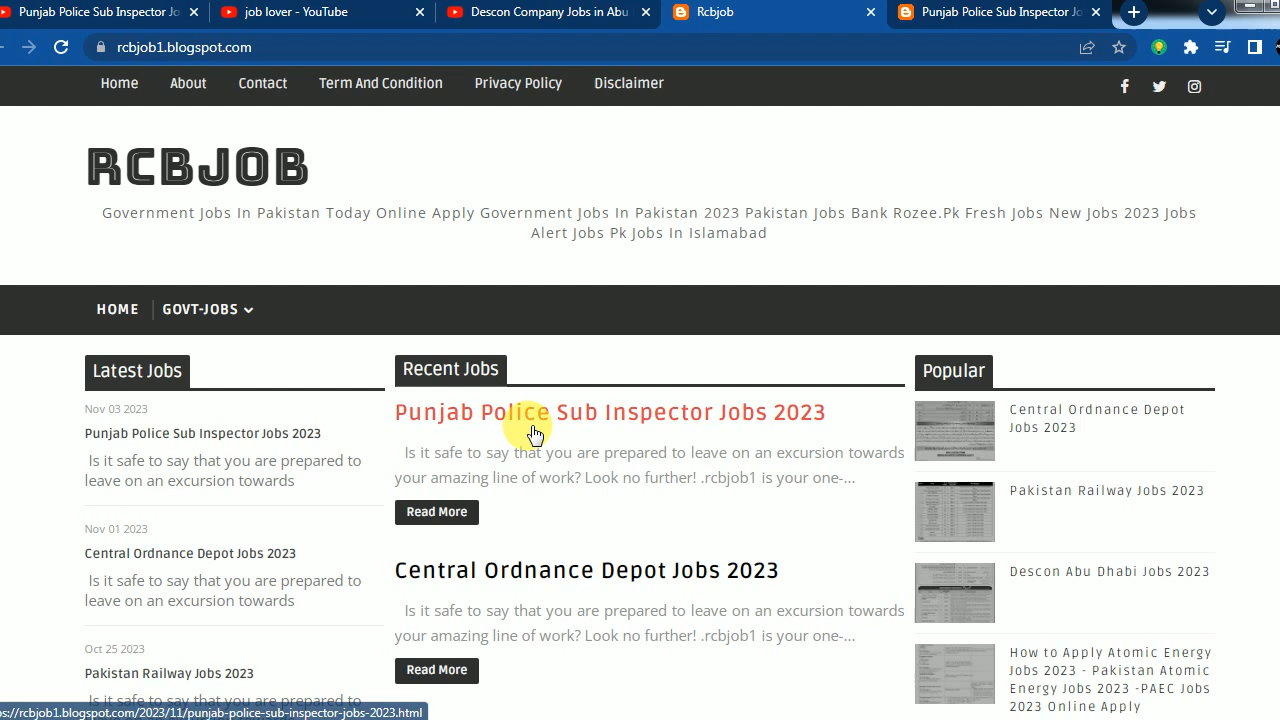 Punjab Police Sub Inspector Jo
job lover - YouTube
Descon Company Jobs in Abu
Rcbjob
Punjab Police Sub Inspector Jo
rcbjob1.blogspot.com
Home About Contact Term And Condition Privacy Policy Disclaimer
RCBJOB
Government Jobs In Pakistan Today Online Apply Government Jobs In Pakistan 2023 Pakistan Jobs Bank Rozee.Pk Fresh Jobs New Jobs 2023 Jobs
Alert Jobs Pk Jobs In Islamabad
HOME GOVT-JOBS
Latest Jobs
Nov 03 2023
Punjab Police Sub Inspector Jobs 2023
Is it safe to say that you are prepared to
leave on an excursion towards
Nov 01 2023
Central Ordnance Depot Jobs 2023
Is it safe to say that you are prepared to
leave on an excursion towards
Oct 25 2023
Pakistan Railway Jobs 2023
Is it safe to say that you are prepared to
Recent Jobs
Punjab Police Sub Inspector Jobs 2023
Is it safe to say that you are prepared to leave on an excursion towards
your amazing line of work? Look no further! .rcbjob1 is your one-...
Read More
Central Ordnance Depot Jobs 2023
Is it safe to say that you are prepared to leave on an excursion towards
your amazing line of work? Look no further! .rcbjob1 is your one-...
Read More
Popular
Central Ordnance Depot
Jobs 2023
Pakistan Railway Jobs 2023
Descon Abu Dhabi Jobs 2023
How to Apply Atomic Energy
Jobs 2023 - Pakistan Atomic
Energy Jobs 2023 -PAEC Jobs
2023 Online Apply
ps://rcbjob1.blogspot.com/2023/11/punjab-police-sub-inspector-jobs-2023.html